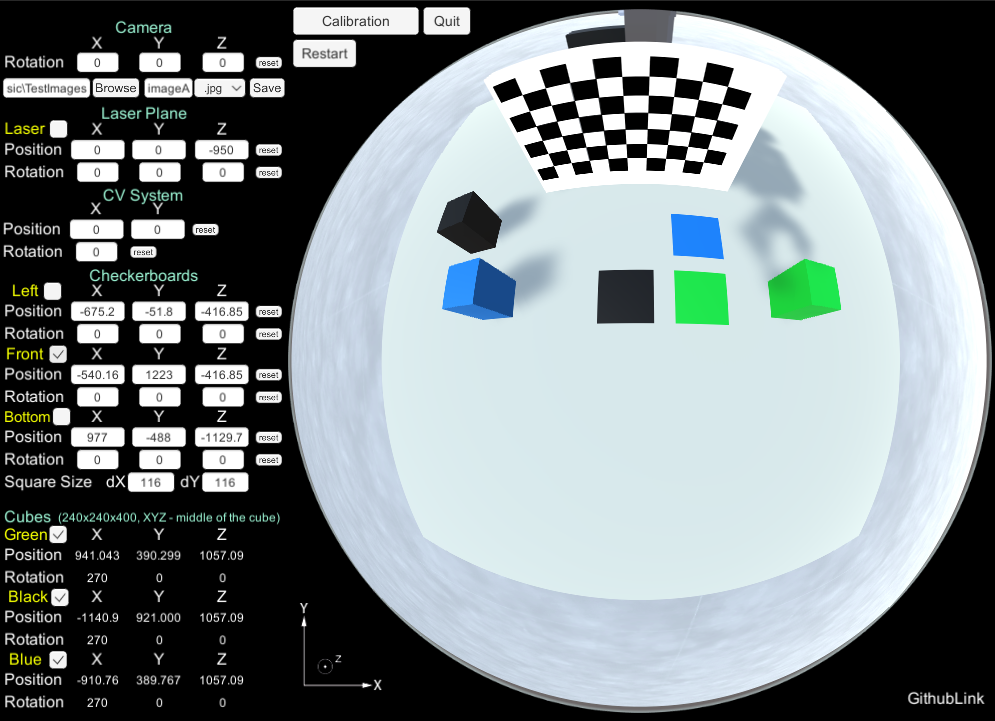 Camera
X Y Z
Rotation 0 0 0 reset
sic\TestImages Browse imageA .jpg Save
Laser Plane
Laser X Y Z
Position 0 0 -950 reset
Rotation 0 0 0 reset
CV System
X Y
Position 0 0 reset
Rotation 0 reset
Checkerboards
Left X Y Z
Position -675.2 -51.8 -416.85 reset
Rotation 0 0 0 reset
Front X Y Z
Position -540.16 1223 -416.85 reset
Rotation 0 0 0 reset
Bottom X Y Z
Position 977 -488 -1129.7 reset
Rotation 0 0 0 reset
Square Size dX 116 dY 116
Cubes (240x240x400, XYZ - middle of the cube)
Green X Y Z
Position 941.043 390.299 1057.09
Rotation 270 0 0
Black X Y Z
Position -1140.9 921.000 1057.09
Rotation 270 0 0
Blue X Y Z
Position -910.76 389.767 1057.09
Rotation 270 0 0
Calibration Quit
Restart
Y
Z
X
GithubLink